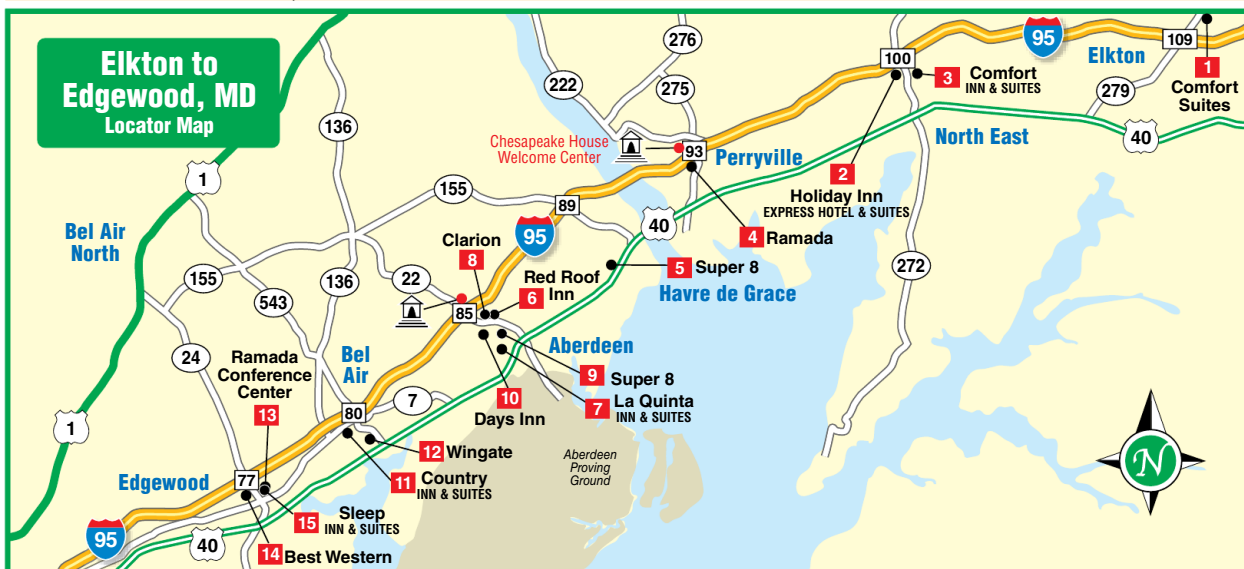 Elkton to
Edgewood, MD
Locator Map
276
222
275
136
1
95
109
Elkton
1
Comfort
Suites
100
3
Comfort
INN & SUITES
279
40
North East
Chesapeake House
Welcome Center
93
Perryville
2
Holiday Inn
EXPRESS HOTEL & SUITES
4
Ramada
155
89
40
95
Bel Air
North
Clarion
8
22
Red Roof
Inn
6
5
Super 8
Havre de Grace
272
155
543
136
85
24
Ramada
Conference
Center
13
Bel
Air
Aberdeen
9
Super 8
7
La Quinta
INN & SUITES
10
Days Inn
1
80
7
12
Wingate
11
Country
INN & SUITES
Aberdeen
Proving
Ground
N
Edgewood
77
15
Sleep
INN & SUITES
95
40
14
Best Western